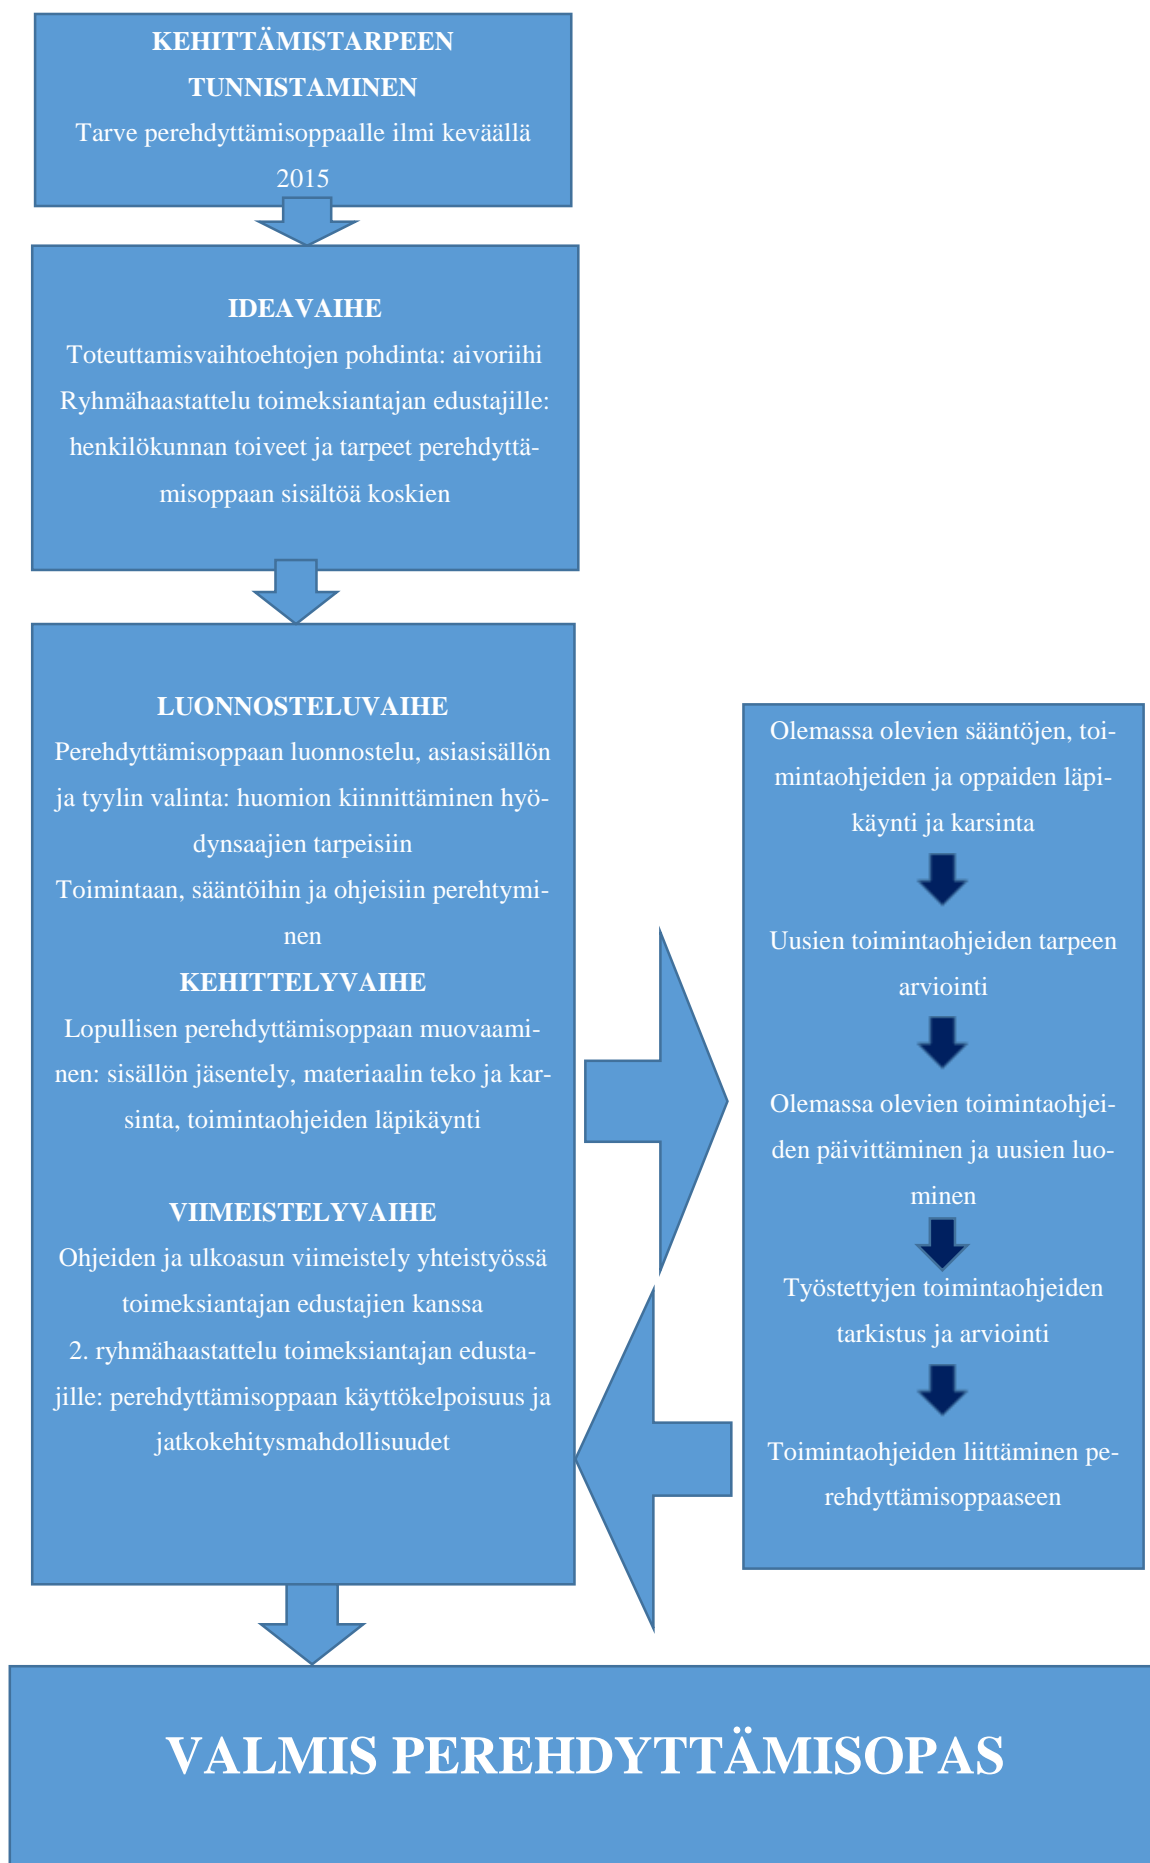 KEHITTÄMISTARPEEN
TUNNISTAMINEN
Tarve perehdyttämisoppaalle ilmi keväällä
2015
IDEAVAIHE
Toteuttamisvaihtoehtojen pohdinta: aivoriihi
Ryhmähaastattelu toimeksiantajan edustajille:
henkilökunnan toiveet ja tarpeet perehdyttä-
misoppaan sisältöä koskien
LUONNOSTELUVAIHE
Perehdyttämisoppaan luonnostelu, asiasisällön
ja tyylin valinta: huomion kiinnittäminen hyö-
dynsaajien tarpeisiin
Toimintaan, sääntöihin ja ohjeisiin perehtymi-
nen
KEHITTELYVAIHE
Lopullisen perehdyttämisoppaan muovaami-
nen: sisällön jäsentely, materiaalin teko ja kar-
sinta, toimintaohjeiden läpikäynti
VIIMEISTELYVAIHE
Ohjeiden ja ulkoasun viimeistely yhteistyössä
toimeksiantajan edustajien kanssa
2. ryhmähaastattelu toimeksiantajan edusta-
jille: perehdyttämisoppaan käyttökelpoisuus ja
jatkokehitysmahdollisuudet
Olemassa olevien sääntöjen, toi-
mintaohjeiden ja oppaiden läpi-
käynti ja karsinta
Uusien toimintaohjeiden tarpeen
arviointi
Olemassa olevien toimintaohjei-
den päivittäminen ja uusien luo-
minen
Työstettyjen toimintaohjeiden
tarkistus ja arviointi
Toimintaohjeiden liittäminen pe-
rehdyttämisoppaaseen
VALMIS PEREHDYTTÄMISOPAS